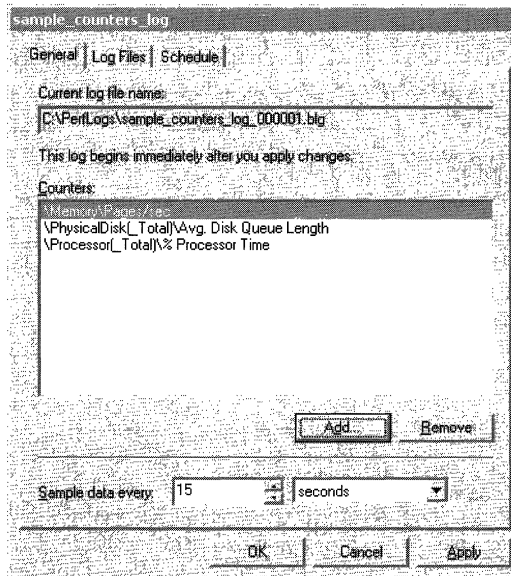 sample_counters_log
General Log Files Schedule
Current log file name:
C:\PerfLogs\sample_counters_log_000001.blg
This log begins immediately after you apply changes.
Counters:
\Memory\Pages/sec
\PhysicalDisk(_Total)\Avg. Disk Queue Length
\Processor(_Total)\% Processor Time
Add... Remove
Sample data every: 15 seconds
OK Cancel Apply